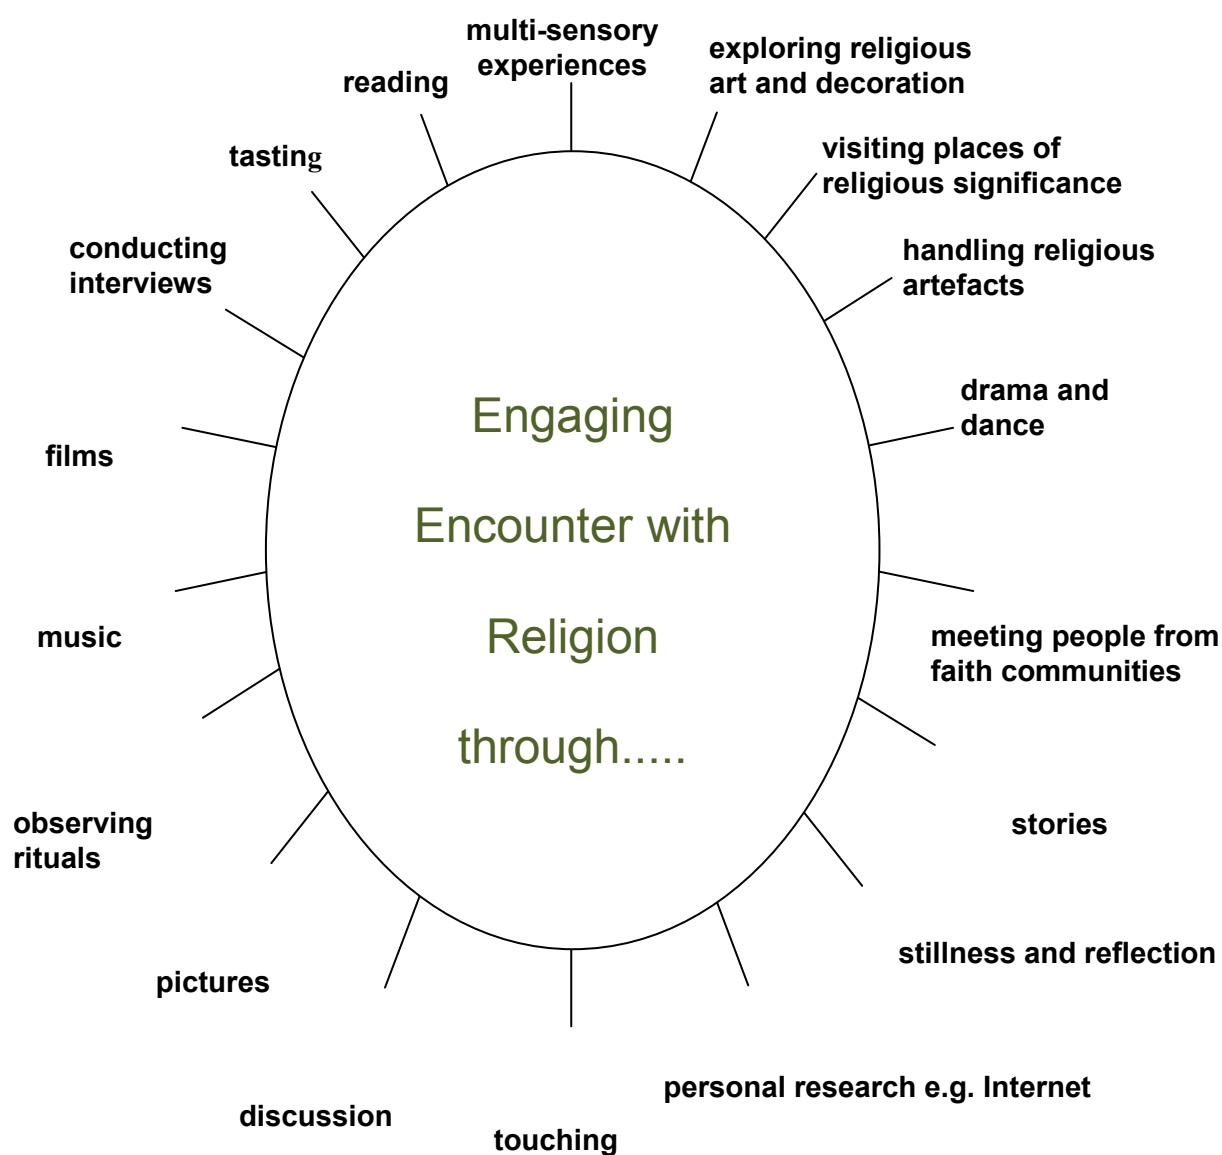 multi-sensory
experiences
exploring religious
art and decoration
visiting places of
religious significance
handling religious
artefacts
drama and
dance
meeting people from
faith communities
stories
stillness and reflection
personal research e.g. Internet
touching
discussion
pictures
observing
rituals
music
films
conducting
interviews
tasting
reading
Engaging
Encounter with
Religion
through.....